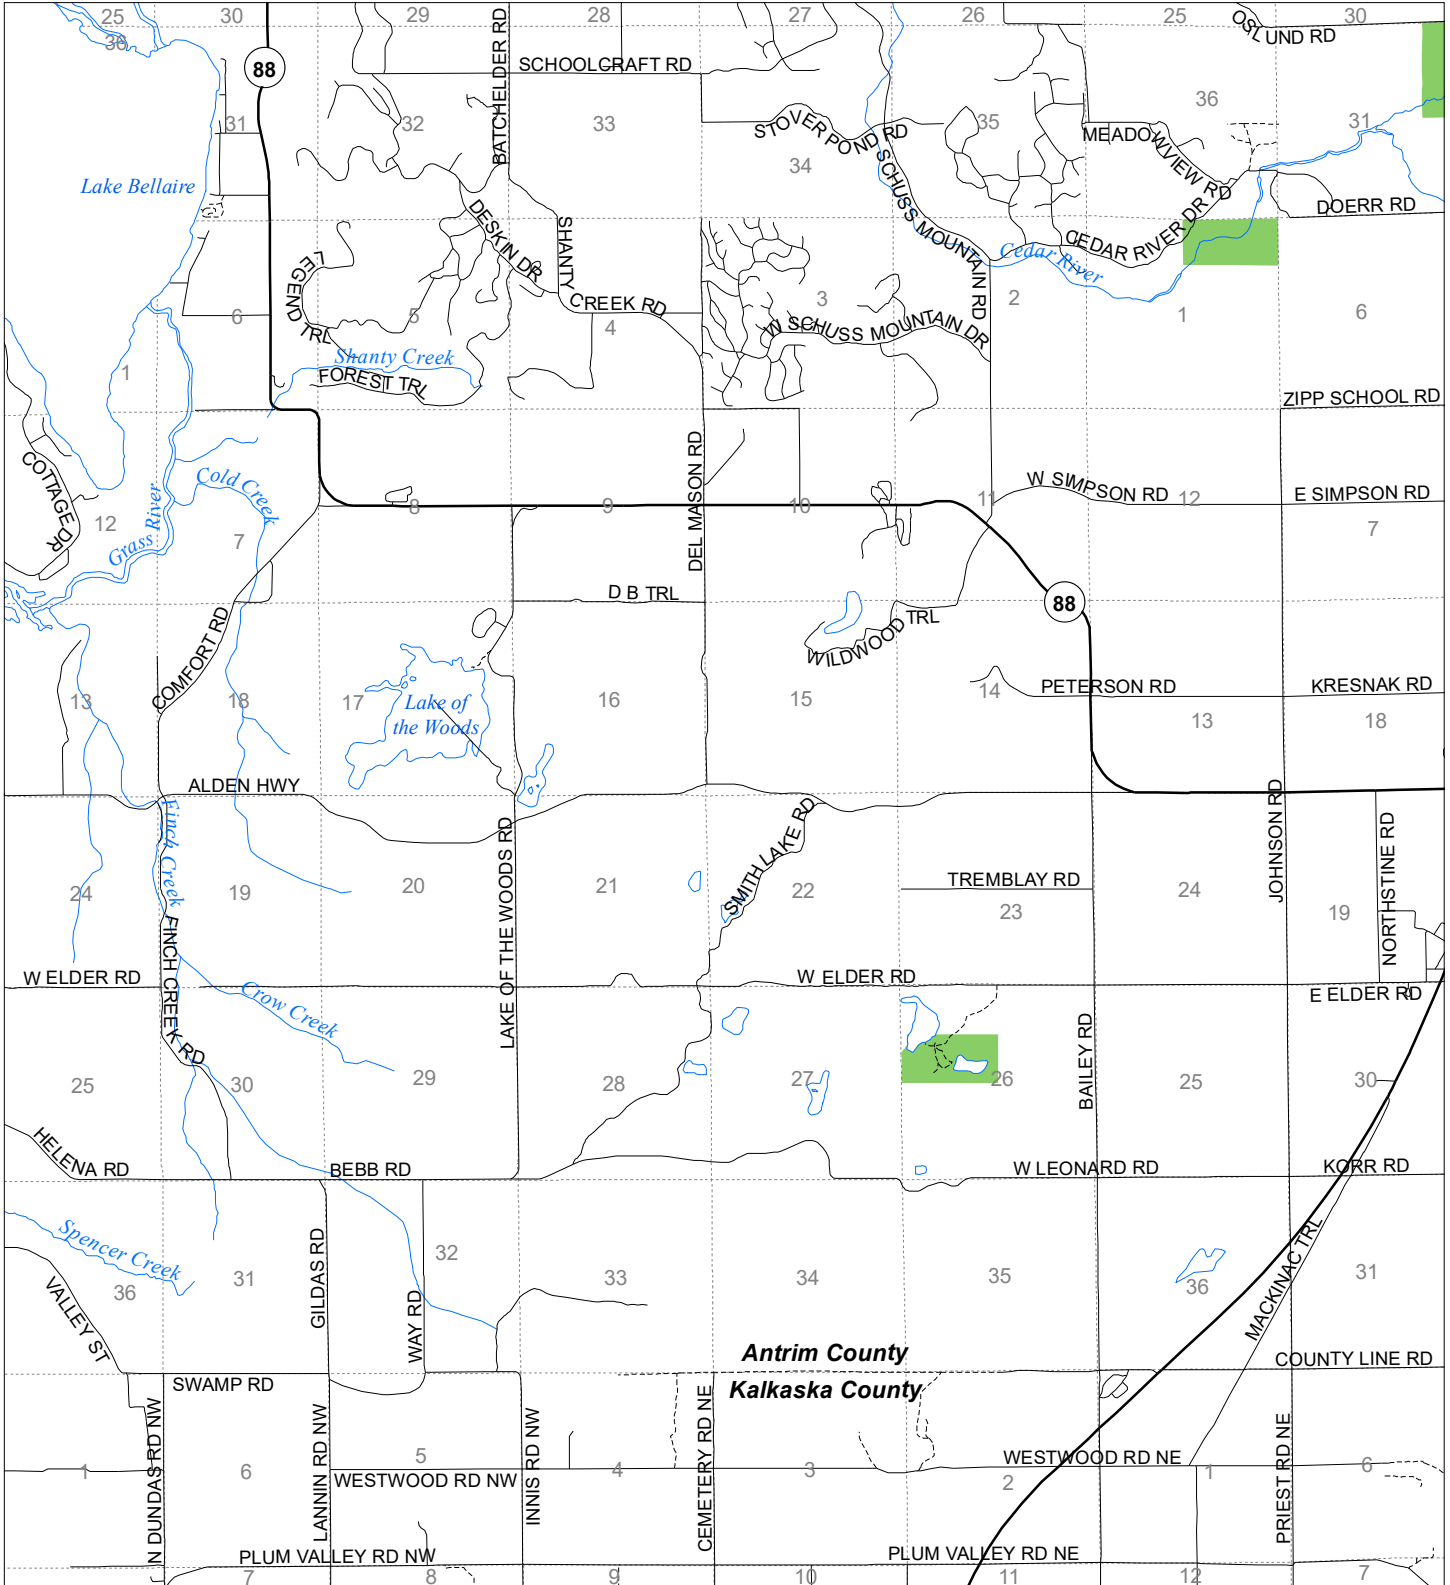 25
30
29
28
27
26
25
30
36
OSLUND RD
88
BATCHELDER RD
SCHOOLCRAFT RD
31
32
33
STOVER POND RD
34
35
36
31
MEADOWVIEW RD
Lake Bellaire
SCHUSS MOUNTAIN RD
DESKIN DR
SHANTY
CREEK RD
DOERR RD
CEDAR RIVER DR
Cedar River
LEGEND TRL
6
5
4
3
2
1
6
W SCHUSS MOUNTAIN DR
Shanty Creek
FOREST TRL
1
ZIPP SCHOOL RD
COTTAGE DR
Cold Creek
DEL MASON RD
W SIMPSON RD
E SIMPSON RD
12
Grass River
7
8
9
10
11
12
7
D B TRL
88
COMFORT RD
WILDWOOD TRL
13
18
17
Lake of
the Woods
16
15
14
PETERSON RD
KRESNAK RD
13
18
ALDEN HWY
Finch Creek
LAKE OF THE WOODS RD
SMITH LAKE RD
JOHNSON RD
NORTHSTINE RD
24
19
20
21
22
TREMBLAY RD
23
24
19
FINCH CREEK RD
W ELDER RD
W ELDER RD
E ELDER RD
Crow Creek
BAILEY RD
25
30
29
28
27
26
25
30
HELENA RD
BEBB RD
W LEONARD RD
KORR RD
Spencer Creek
GILDAS RD
WAY RD
32
36
31
33
34
35
36
31
MACKINAC TRL
VALLEY ST
Antrim County
COUNTY LINE RD
SWAMP RD
Kalkaska County
N DUNDAS RD NW
LANNIN RD NW
INNIS RD NW
CEMETERY RD NE
PRIEST RD NE
1
6
5
WESTWOOD RD NW
4
3
WESTWOOD RD NE
2
1
6
PLUM VALLEY RD NW
PLUM VALLEY RD NE
7
8
9
10
11
12
7